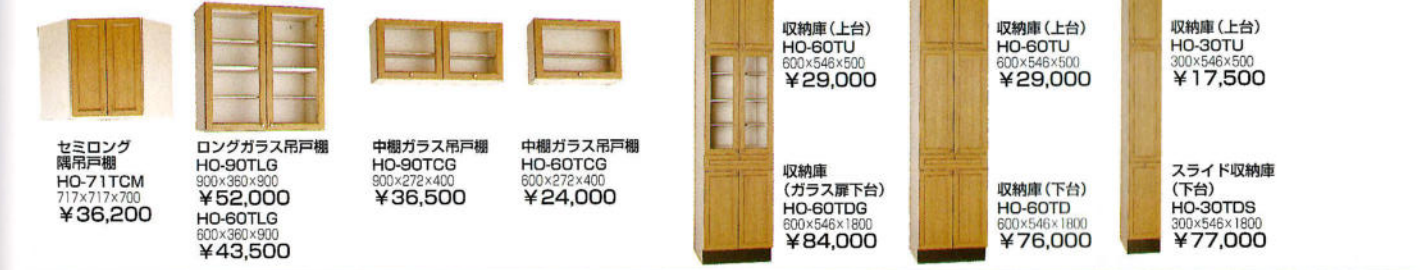 セミロング
隅吊戸棚
HO-71TCM
717×717×700
¥36,200
ロングガラス吊戸棚
HO-90TLG
900×360×900
¥52,000
HO-60TLG
600×360×900
¥43,500
中棚ガラス吊戸棚
HO-90TCG
900×272×400
¥36,500
中棚ガラス吊戸棚
HO-60TCG
600×272×400
¥24,000
収納庫(上台)
HO-60TU
600×546×500
¥29,000
収納庫
(ガラス扉下台)
HO-60TDG
600×546×1800
¥84,000
収納庫(上台)
HO-60TU
600×546×500
¥29,000
収納庫(下台)
HO-60TD
600×546×1800
¥76,000
収納庫(上台)
HO-30TU
300×546×500
¥17,500
スライド収納庫
(下台)
HO-30TDS
300×546×1800
¥77,000